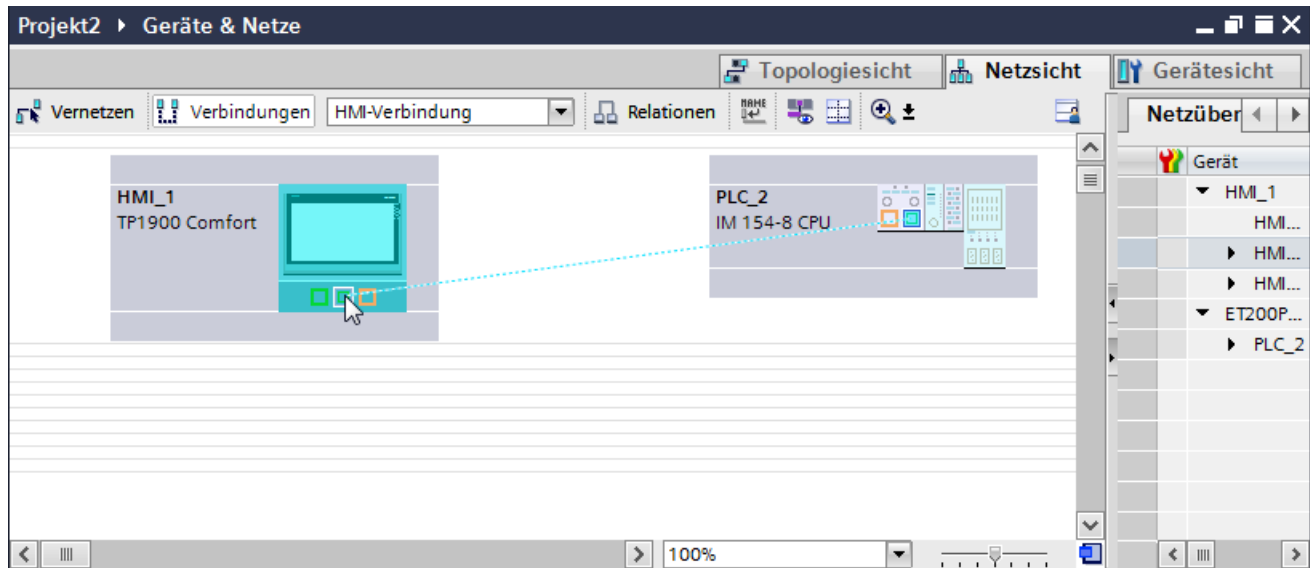 Projekt2 ▸ Geräte & Netze
Topologiesicht Netzsicht Gerätesicht
Vernetzen Verbindungen HMI-Verbindung Relationen NAME Netzüber
Gerät
HMI_1
HMI...
HMI...
HMI...
ET200P...
PLC_2
HMI_1
TP1900 Comfort
PLC_2
IM 154-8 CPU
100%